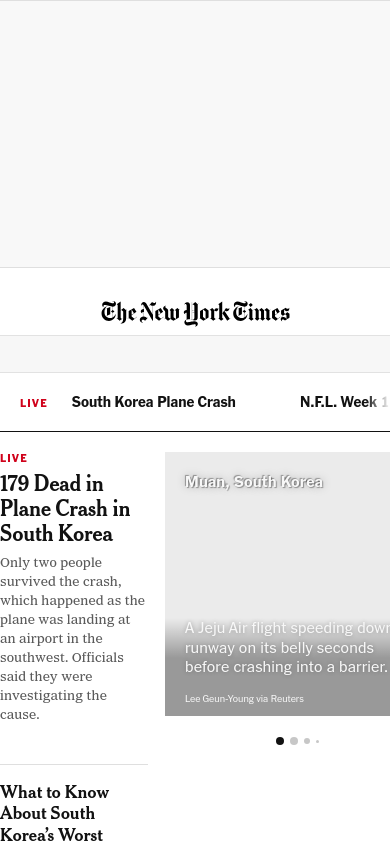 The New York Times
LIVE South Korea Plane Crash N.F.L. Week 1
LIVE
179 Dead in
Plane Crash in
South Korea
Only two people
survived the crash,
which happened as the
plane was landing at
an airport in the
southwest. Officials
said they were
investigating the
cause.
What to Know
About South
Korea’s Worst
Muan, South Korea
A Jeju Air flight speeding down
runway on its belly seconds
before crashing into a barrier.
Lee Geun-Young via Reuters